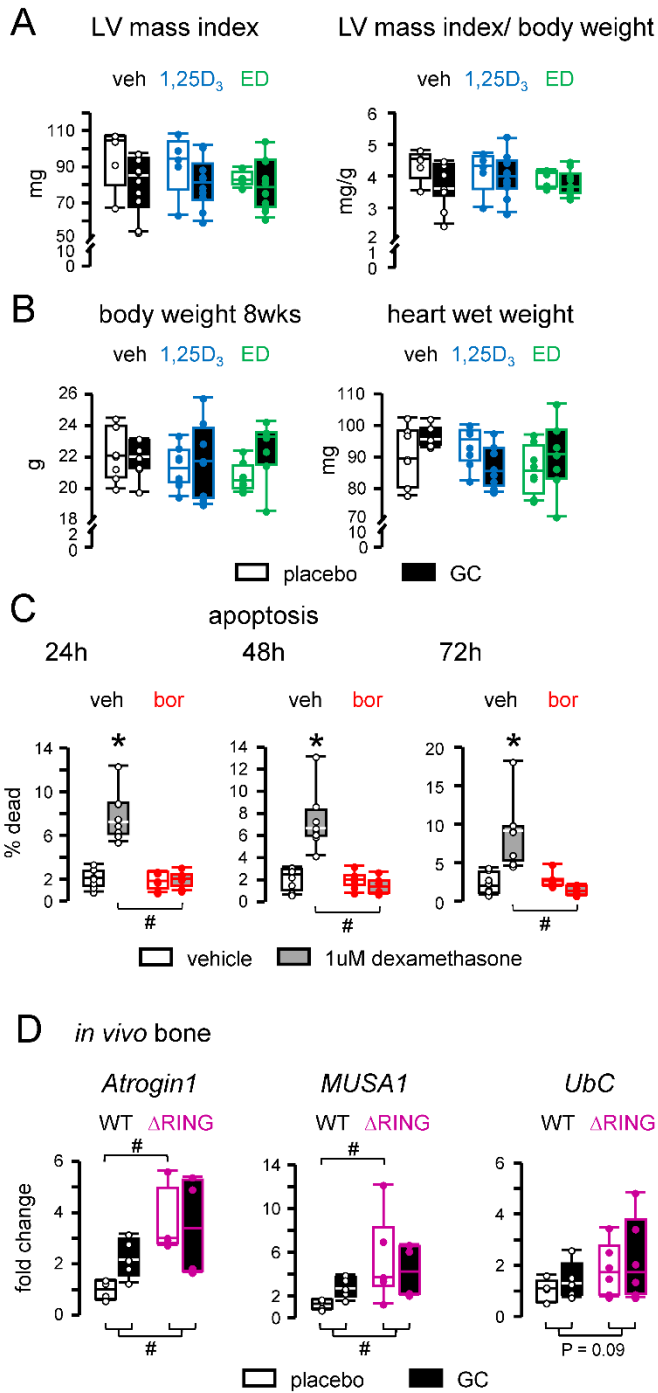 A
LV mass index
LV mass index/ body weight
veh 1,25D3 ED
veh 1,25D3 ED
mg
110
90
70
50
10
0
mg/g
6
5
4
3
2
1
0
B
body weight 8wks
heart wet weight
veh 1,25D3 ED
veh 1,25D3 ED
g
26
24
22
20
18
2
0
mg
110
100
90
80
70
10
0
placebo
GC
C
apoptosis
24h
48h
72h
veh bor
veh bor
veh bor
% dead
14
12
10
8
6
4
2
0
*
#
14
12
10
8
6
4
2
0
*
#
20
15
10
5
0
*
#
vehicle
1uM dexamethasone
D
in vivo bone
Atrogin1
MUSA1
UbC
WT ΔRING
WT ΔRING
WT ΔRING
fold change
6
4
2
0
#
#
14
12
8
6
4
2
0
#
#
6
4
2
0
P = 0.09
placebo
GC